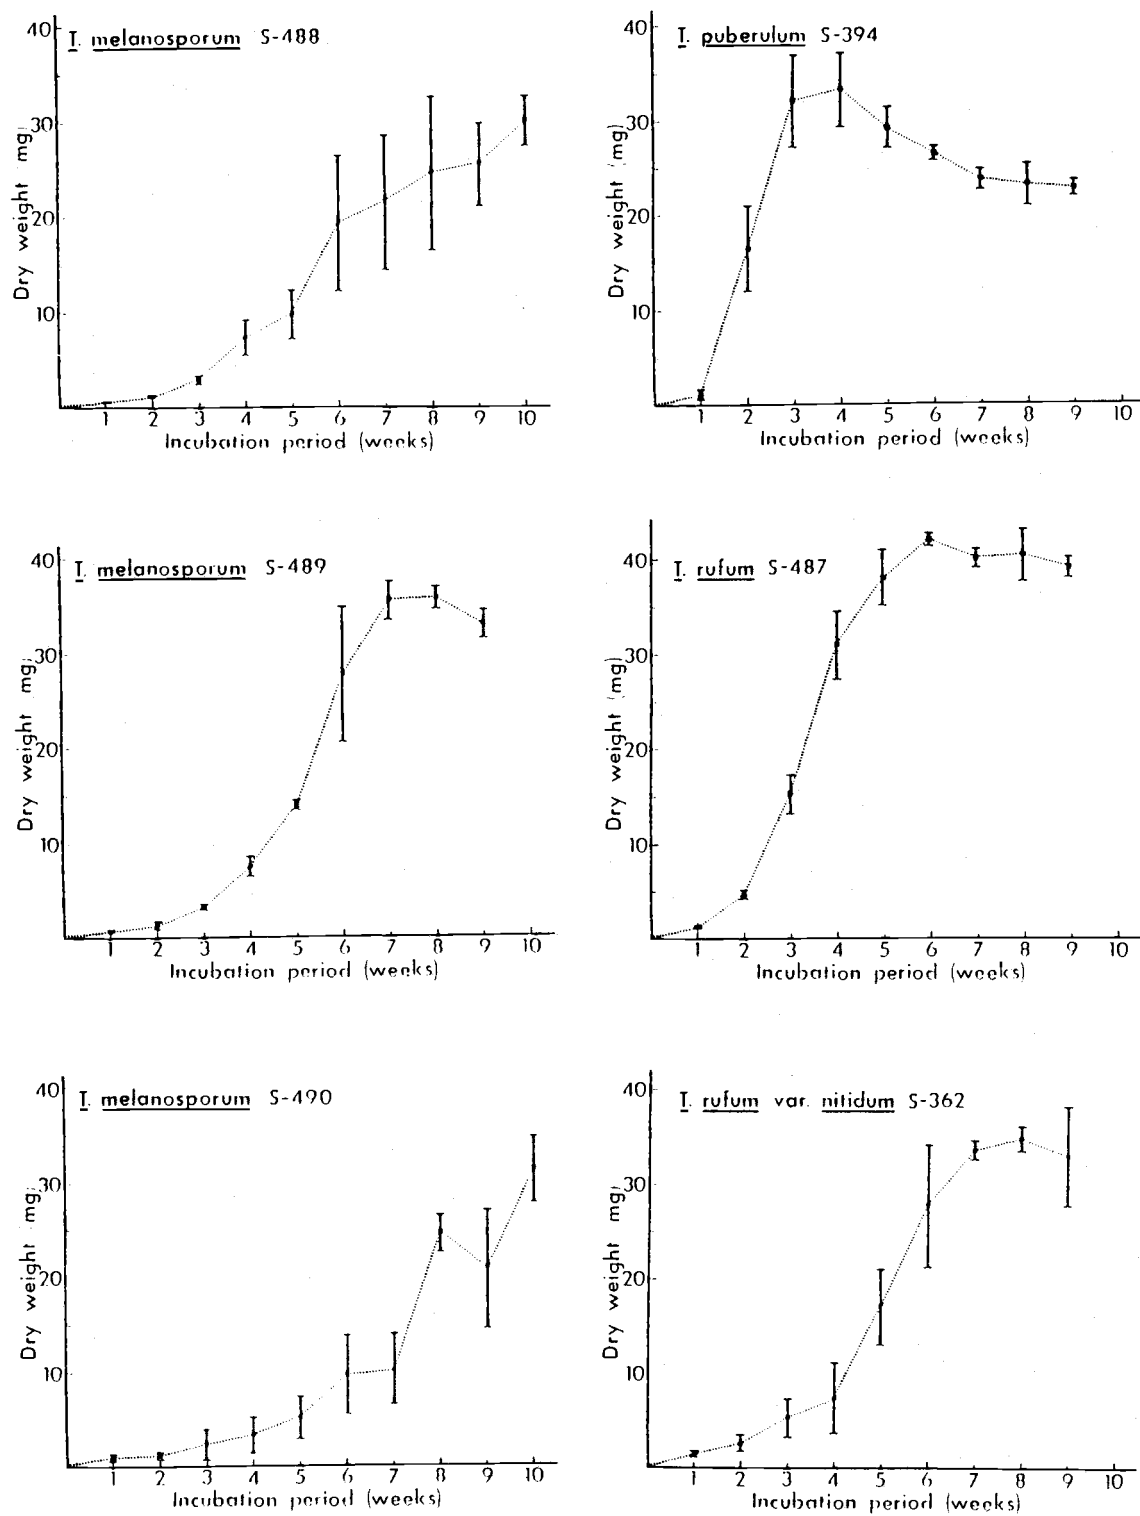 T. melanosporum S-488
40
30
20
10
Dry weight (mg)
1 2 3 4 5 6 7 8 9 10
Incubation period (weeks)
T. puberulum S-394
40
30
20
10
Dry weight (mg)
1 2 3 4 5 6 7 8 9 10
Incubation period (weeks)
T. melanosporum S-489
40
30
20
10
Dry weight (mg)
1 2 3 4 5 6 7 8 9 10
Incubation period (weeks)
T. rufum S-487
40
30
20
10
Dry weight (mg)
1 2 3 4 5 6 7 8 9 10
Incubation period (weeks)
T. melanosporum S-490
40
30
20
10
Dry weight (mg)
1 2 3 4 5 6 7 8 9 10
Incubation period (weeks)
T. rufum var. nitidum S-362
40
30
20
10
Dry weight (mg)
1 2 3 4 5 6 7 8 9 10
Incubation period (weeks)